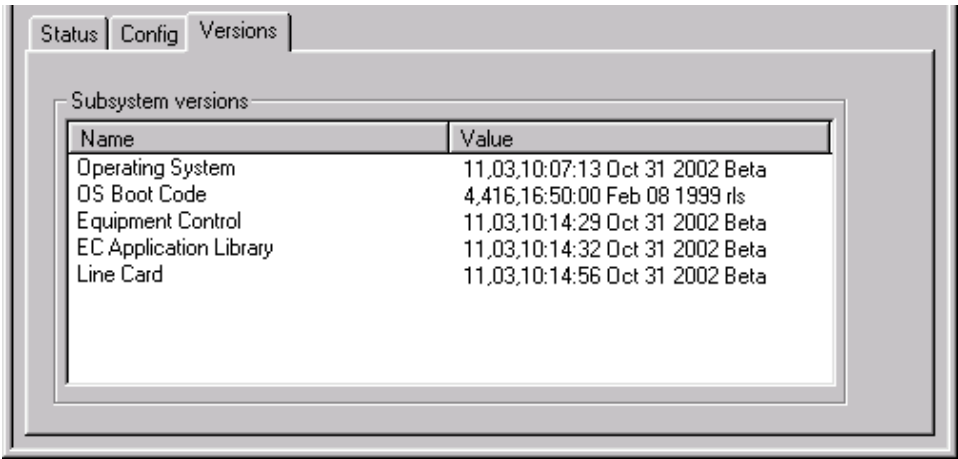 Status Config Versions
Subsystem versions
Name Value
Operating System 11,03,10:07:13 Oct 31 2002 Beta
OS Boot Code 4,416,16:50:00 Feb 08 1999 rls
Equipment Control 11,03,10:14:29 Oct 31 2002 Beta
EC Application Library 11,03,10:14:32 Oct 31 2002 Beta
Line Card 11,03,10:14:56 Oct 31 2002 Beta